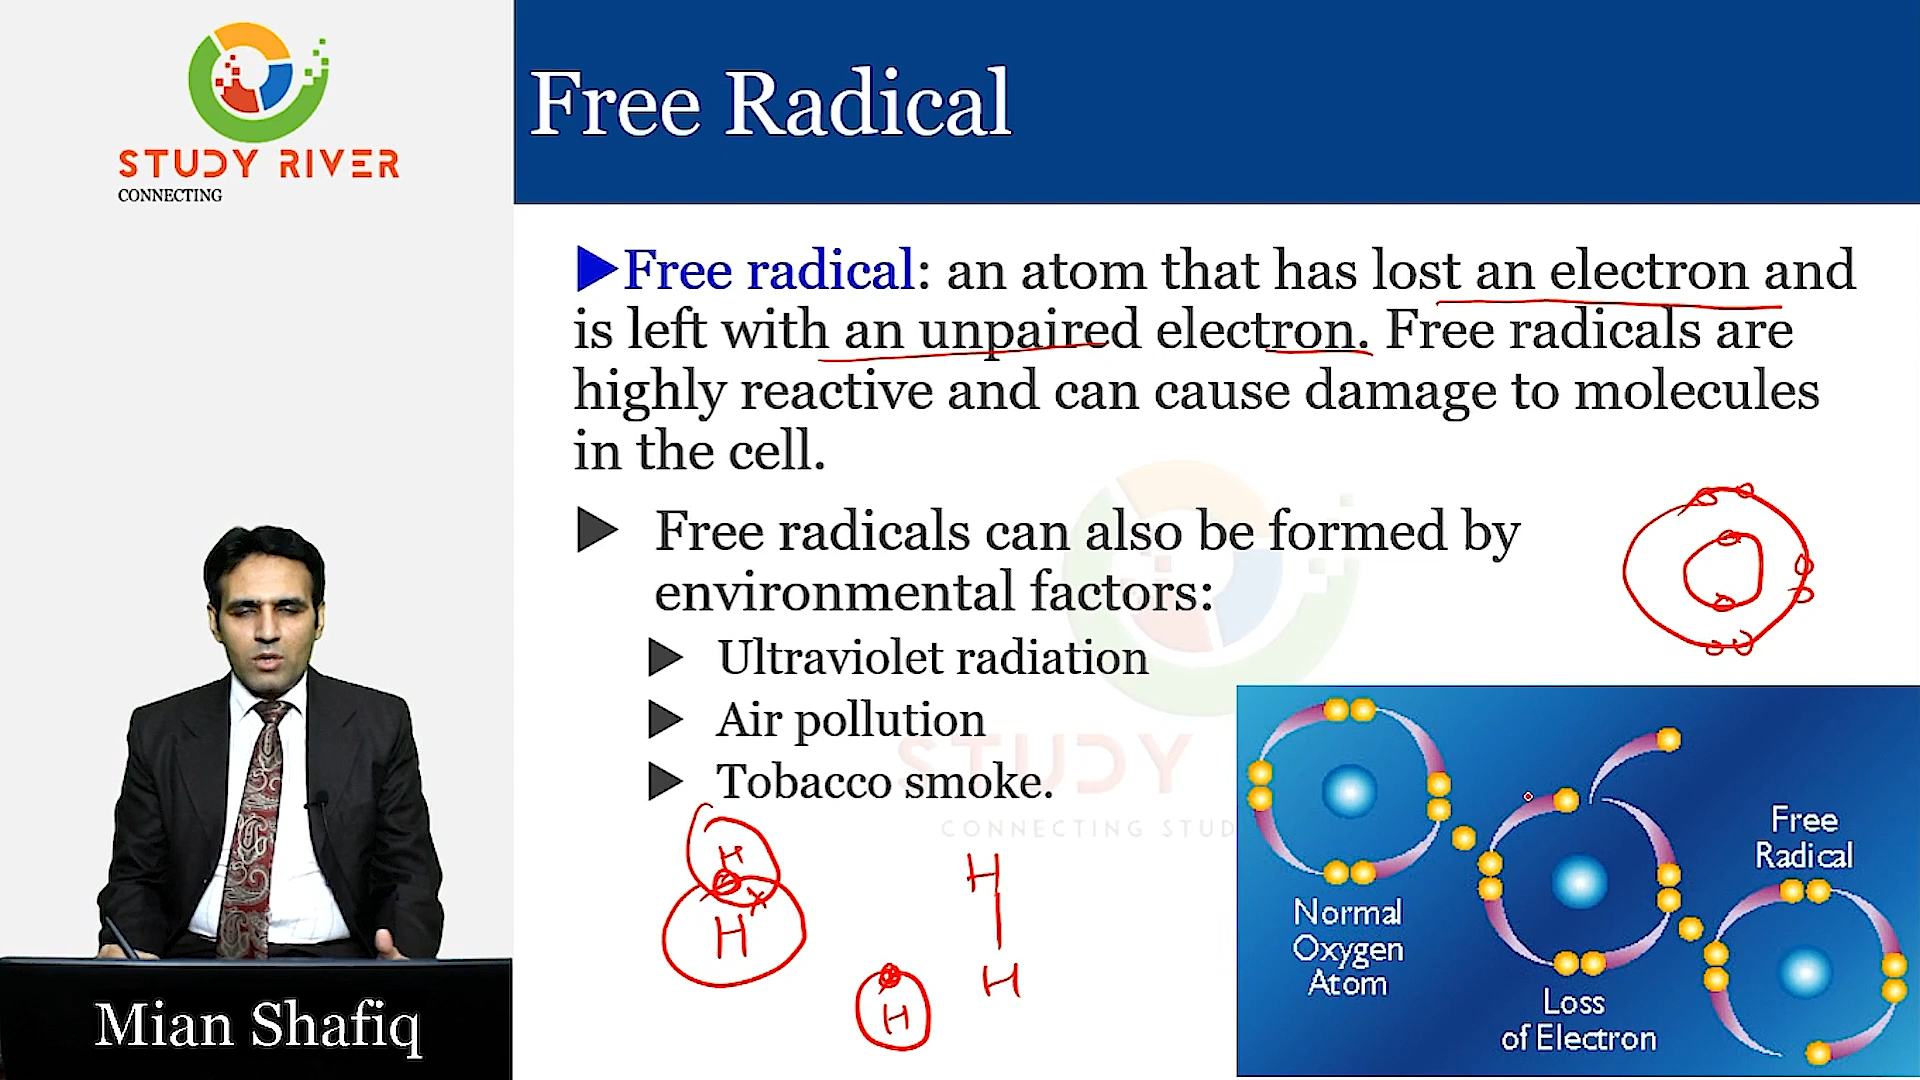 STUDY RIVER
CONNECTING
Free Radical
Free radical: an atom that has lost an electron and
is left with an unpaired electron. Free radicals are
highly reactive and can cause damage to molecules
in the cell.
Free radicals can also be formed by
environmental factors:
Ultraviolet radiation
Air pollution
Tobacco smoke.
STUDY
CONNECTING STUD
H
H
H
H
H
Normal
Oxygen
Atom
Loss
of Electron
Free
Radical
Mian Shafiq